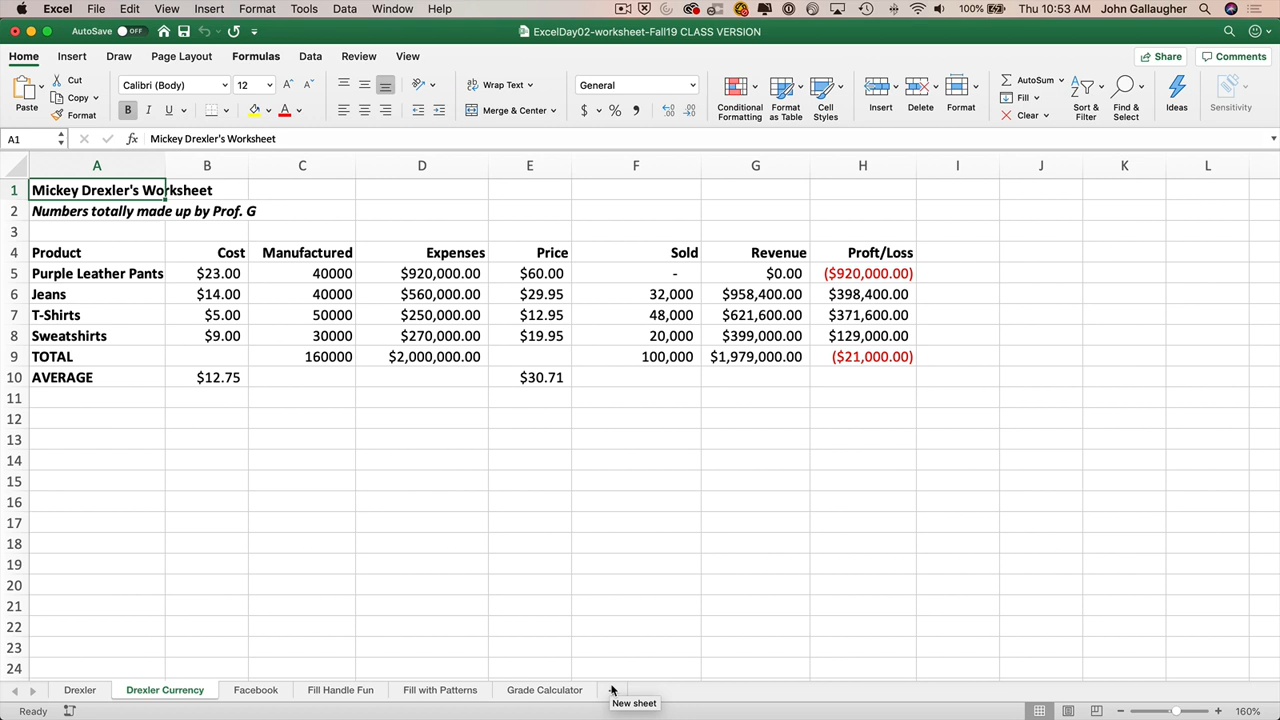 Excel File Edit View Insert Format Tools Data Window Help 100% Thu 10:53 AM John Gallaugher
AutoSave OFF ExcelDay02-worksheet-Fall19 CLASS VERSION
Home Insert Draw Page Layout Formulas Data Review View Share Comments
Paste Cut Copy Format
Calibri (Body) 12 Wrap Text General
B I U A Merge & Center $ % 9
Conditional Formatting Format as Table Cell Styles Insert Delete Format
AutoSum Fill Clear Sort & Filter Find & Select Ideas Sensitivity
A1 fx Mickey Drexler's Worksheet
A B C D E F G H I J K L
1 Mickey Drexler's Worksheet
2 Numbers totally made up by Prof. G
3
4 Product Cost Manufactured Expenses Price Sold Revenue Proft/Loss
5 Purple Leather Pants $23.00 40000 $920,000.00 $60.00 - $0.00 ($920,000.00)
6 Jeans $14.00 40000 $560,000.00 $29.95 32,000 $958,400.00 $398,400.00
7 T-Shirts $5.00 50000 $250,000.00 $12.95 48,000 $621,600.00 $371,600.00
8 Sweatshirts $9.00 30000 $270,000.00 $19.95 20,000 $399,000.00 $129,000.00
9 TOTAL 160000 $2,000,000.00 100,000 $1,979,000.00 ($21,000.00)
10 AVERAGE $12.75 $30.71
11
12
13
14
15
16
17
18
19
20
21
22
23
24
Drexler Drexler Currency Facebook Fill Handle Fun Fill with Patterns Grade Calculator
New sheet
Ready 160%